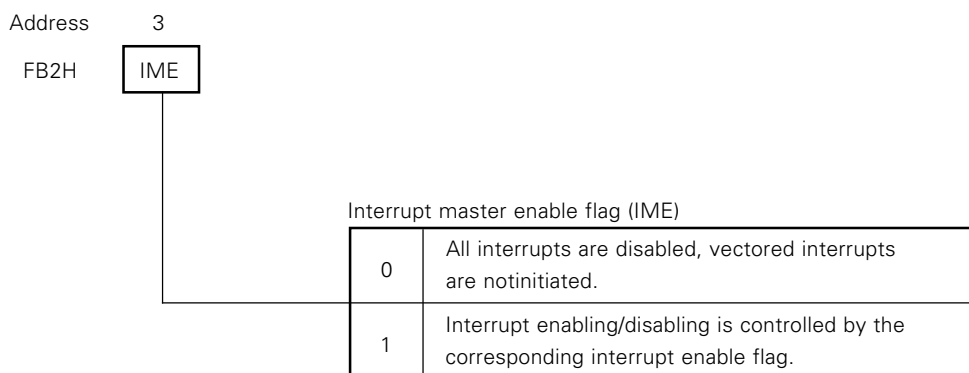 Address 3
FB2H IME
Interrupt master enable flag (IME)
0 All interrupts are disabled, vectored interrupts
are notinitiated.
1 Interrupt enabling/disabling is controlled by the
corresponding interrupt enable flag.